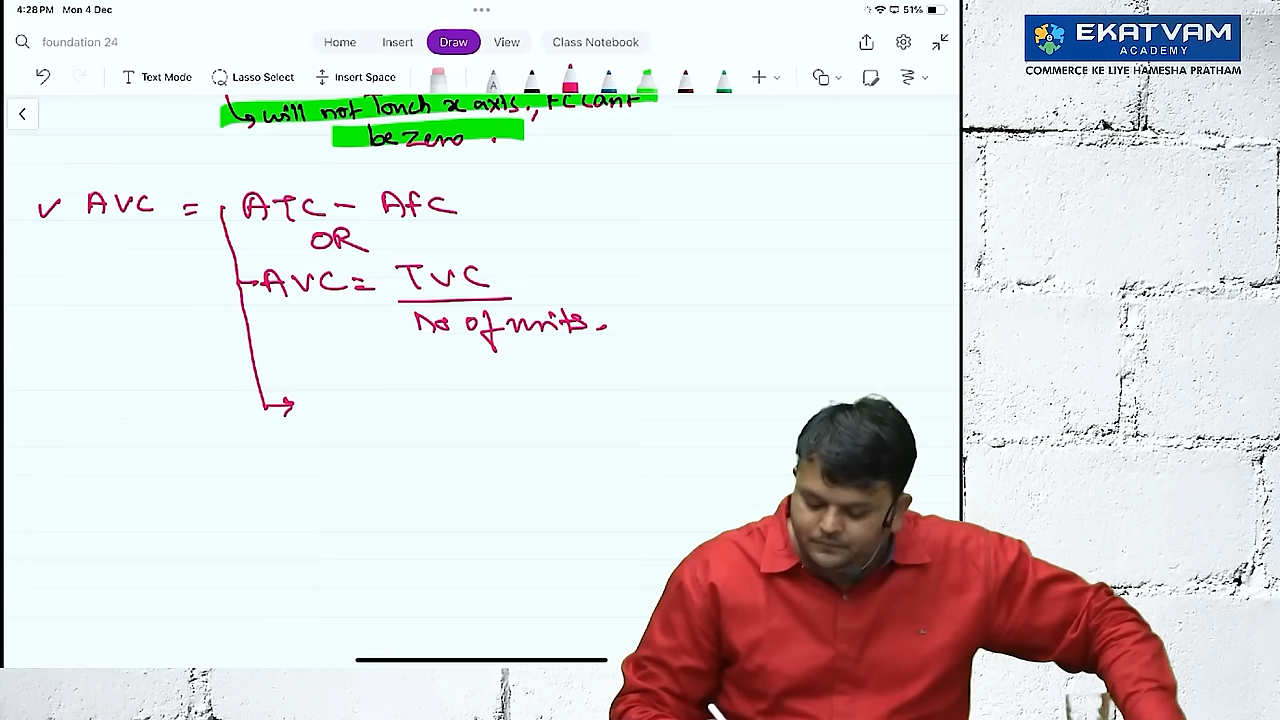 4:28 PM Mon 4 Dec
51%
foundation 24
Home Insert Draw View Class Notebook
Text Mode Lasso Select Insert Space
EKATVAM
ACADEMY
COMMERCE KE LIYE HAMESHA PRATHAM
will not Touch x axis, FC cant
be zero.
✓ AVC = ATC - AfC
OR
AVC = TVC
No of units.